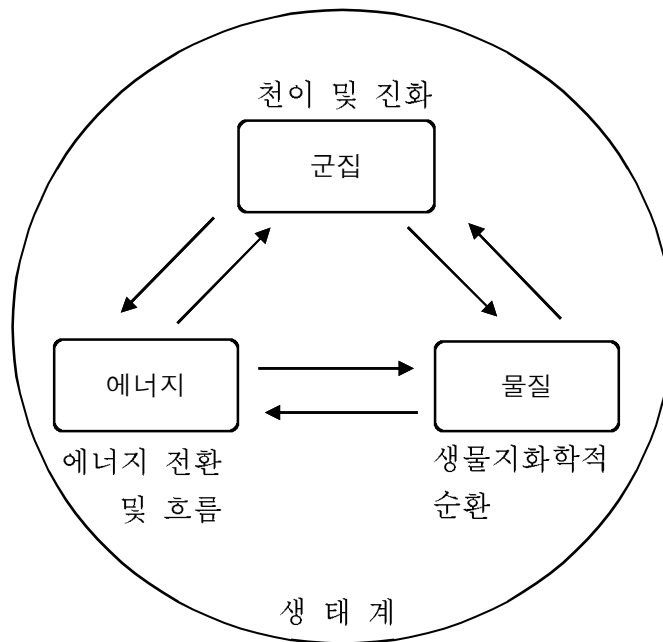 천이 및 진화
군집
에너지
물질
에너지 전환
및 흐름
생물지화학적
순환
생 태 계